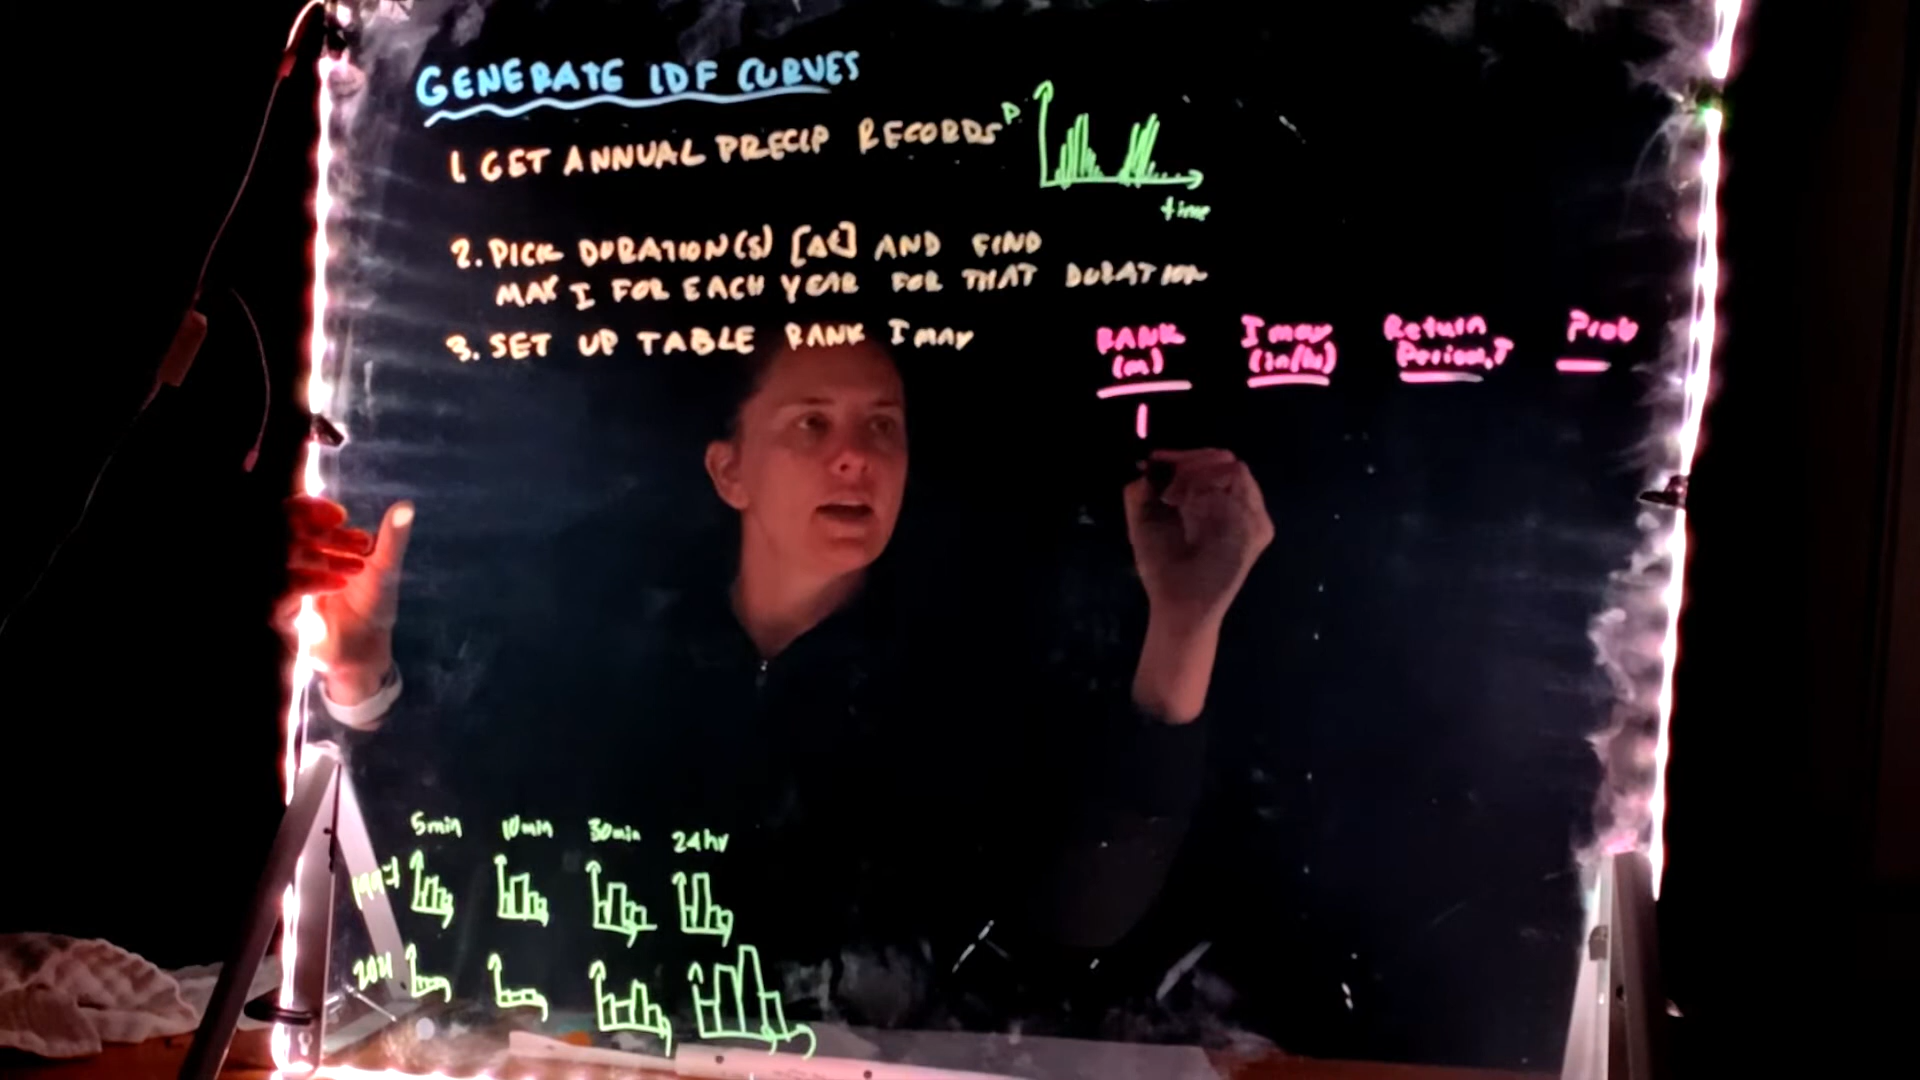 GENERATE IDF CURVES
1. GET ANNUAL PRECIP RECORDS
P
time
2. PICK DURATION(S) [Δt] AND FIND
MAX I FOR EACH YEAR FOR THAT DURATION
3. SET UP TABLE RANK I max
RANK (m)
I max (in/hr)
Return Period, T
Prob
1
5min 10min 30min 24hr
2021